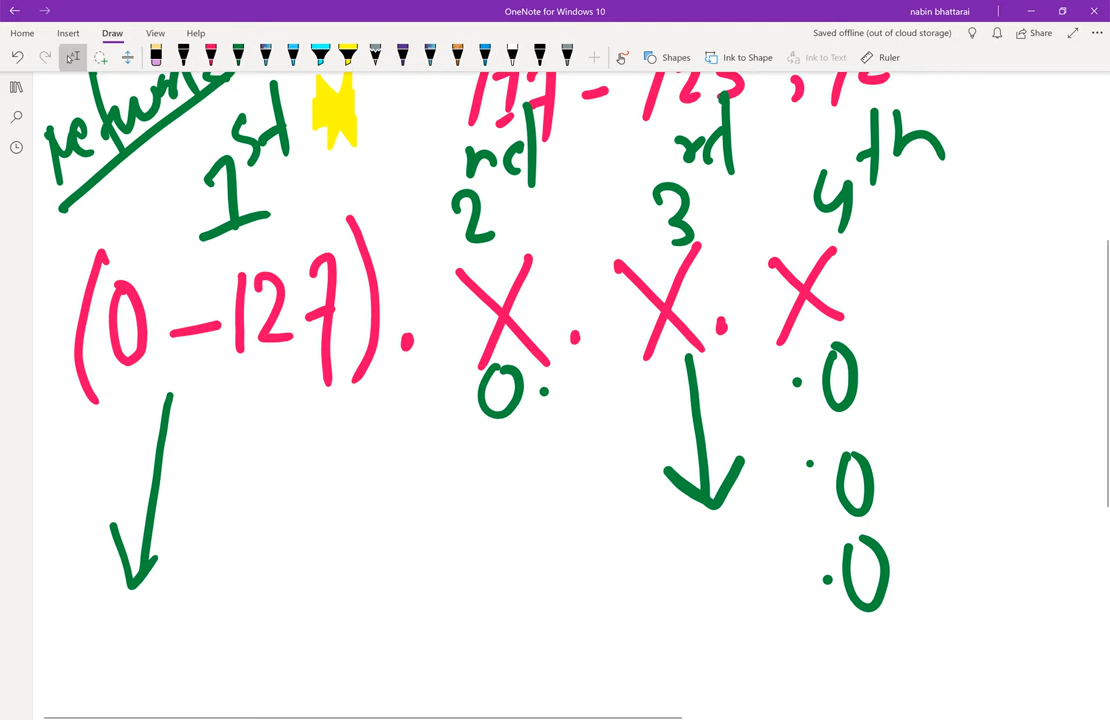 OneNote for Windows 10
nabin bhattarai
Home Insert Draw View Help
Saved offline (out of cloud storage)
Share
Shapes
Ink to Shape
Ink to Text
Ruler
1st 2nd 3rd 4th
(0-127).X.X.X
0. .0
.0
.0